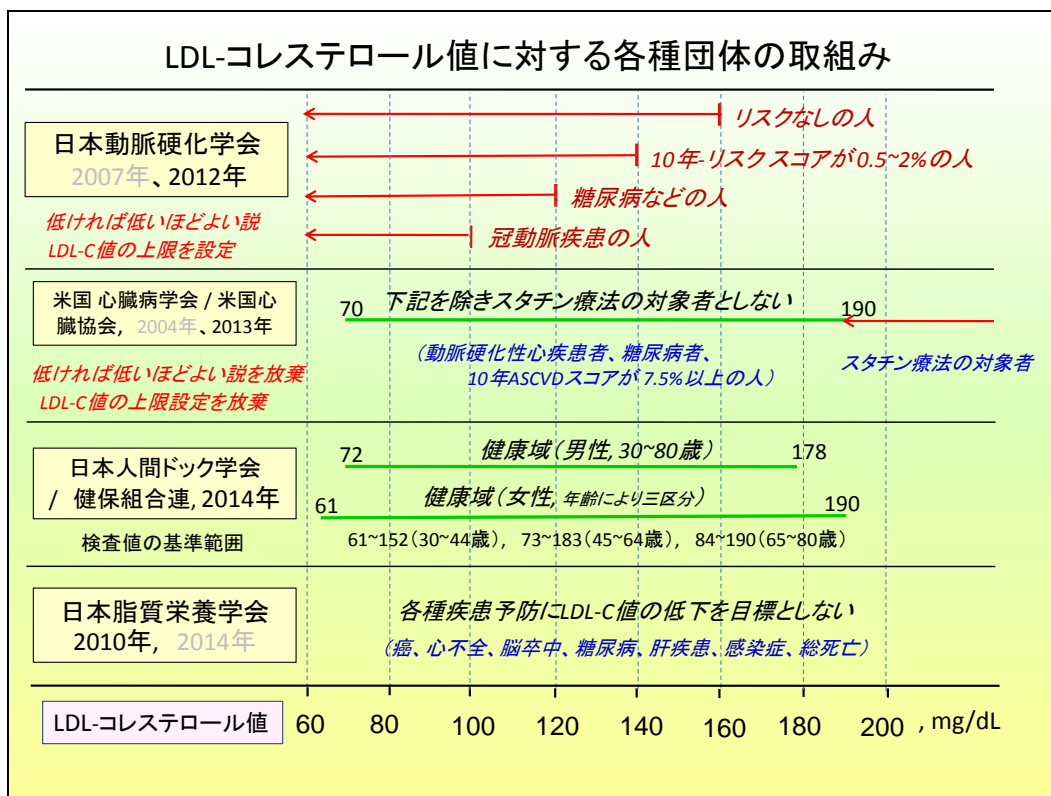 LDL-コレステロール値に対する各種団体の取組み
日本動脈硬化学会
2007年、2012年
低ければ低いほどよい説
LDL-C値の上限を設定
リスクなしの人
10年-リスクスコアが0.5~2%の人
糖尿病などの人
冠動脈疾患の人
米国 心臓病学会 / 米国心
臓協会, 2004年、2013年
低ければ低いほどよい説を放棄
LDL-C値の上限設定を放棄
70 下記を除きスタチン療法の対象者としない 190
(動脈硬化性心疾患者、糖尿病者、
10年ASCVDスコアが 7.5%以上の人)
スタチン療法の対象者
日本人間ドック学会
/ 健保組合連, 2014年
検査値の基準範囲
72 健康域(男性, 30~80歳) 178
61 健康域(女性, 年齢により三区分) 190
61~152(30~44歳), 73~183(45~64歳), 84~190(65~80歳)
日本脂質栄養学会
2010年, 2014年
各種疾患予防にLDL-C値の低下を目標としない
(癌、心不全、脳卒中、糖尿病、肝疾患、感染症、総死亡)
LDL-コレステロール値 60 80 100 120 140 160 180 200 , mg/dL